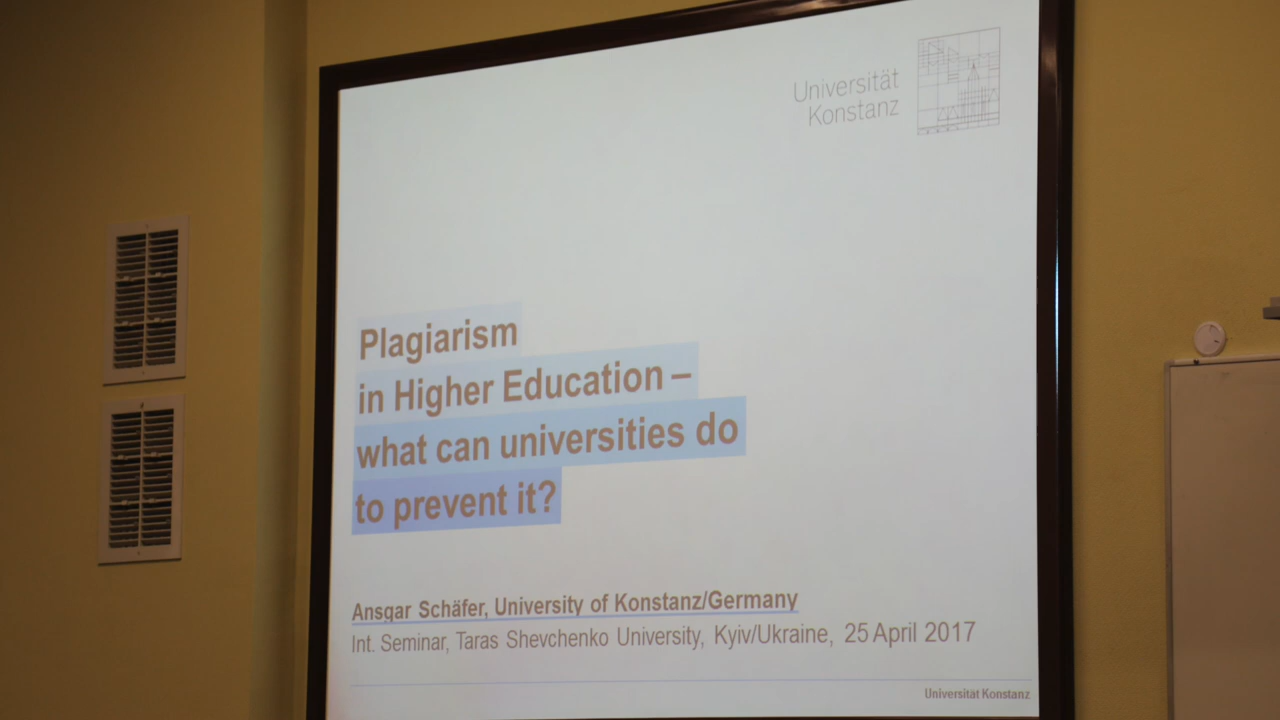 Universität
Konstanz
Plagiarism
in Higher Education –
what can universities do
to prevent it?
Ansgar Schäfer, University of Konstanz/Germany
Int. Seminar, Taras Shevchenko University, Kyiv/Ukraine, 25 April 2017
Universität Konstanz